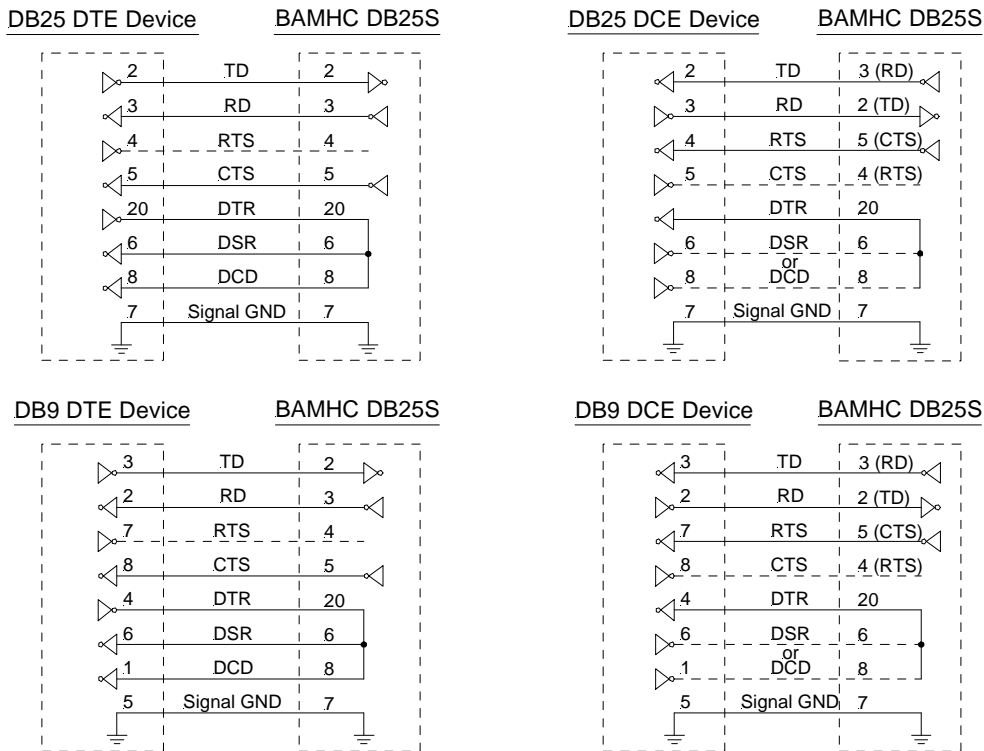 DB25 DTE Device BAMHC DB25S
2 TD 2
3 RD 3
4 RTS 4
5 CTS 5
20 DTR 20
6 DSR 6
8 DCD 8
7 Signal GND 7
DB25 DCE Device BAMHC DB25S
2 TD 3 (RD)
3 RD 2 (TD)
4 RTS 5 (CTS)
5 CTS 4 (RTS)
DTR 20
6 DSR 6
or
8 DCD 8
7 Signal GND 7
DB9 DTE Device BAMHC DB25S
3 TD 2
2 RD 3
7 RTS 4
8 CTS 5
4 DTR 20
6 DSR 6
1 DCD 8
5 Signal GND 7
DB9 DCE Device BAMHC DB25S
3 TD 3 (RD)
2 RD 2 (TD)
7 RTS 5 (CTS)
8 CTS 4 (RTS)
4 DTR 20
6 DSR 6
or
1 DCD 8
5 Signal GND 7